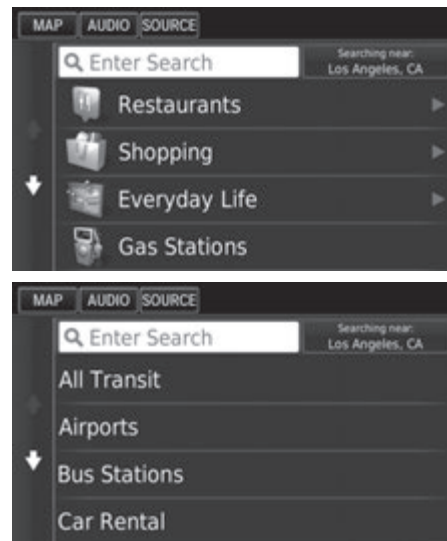 MAP AUDIO SOURCE
Enter Search
Searching near:
Los Angeles, CA
Restaurants
Shopping
Everyday Life
Gas Stations
MAP AUDIO SOURCE
Enter Search
Searching near:
Los Angeles, CA
All Transit
Airports
Bus Stations
Car Rental